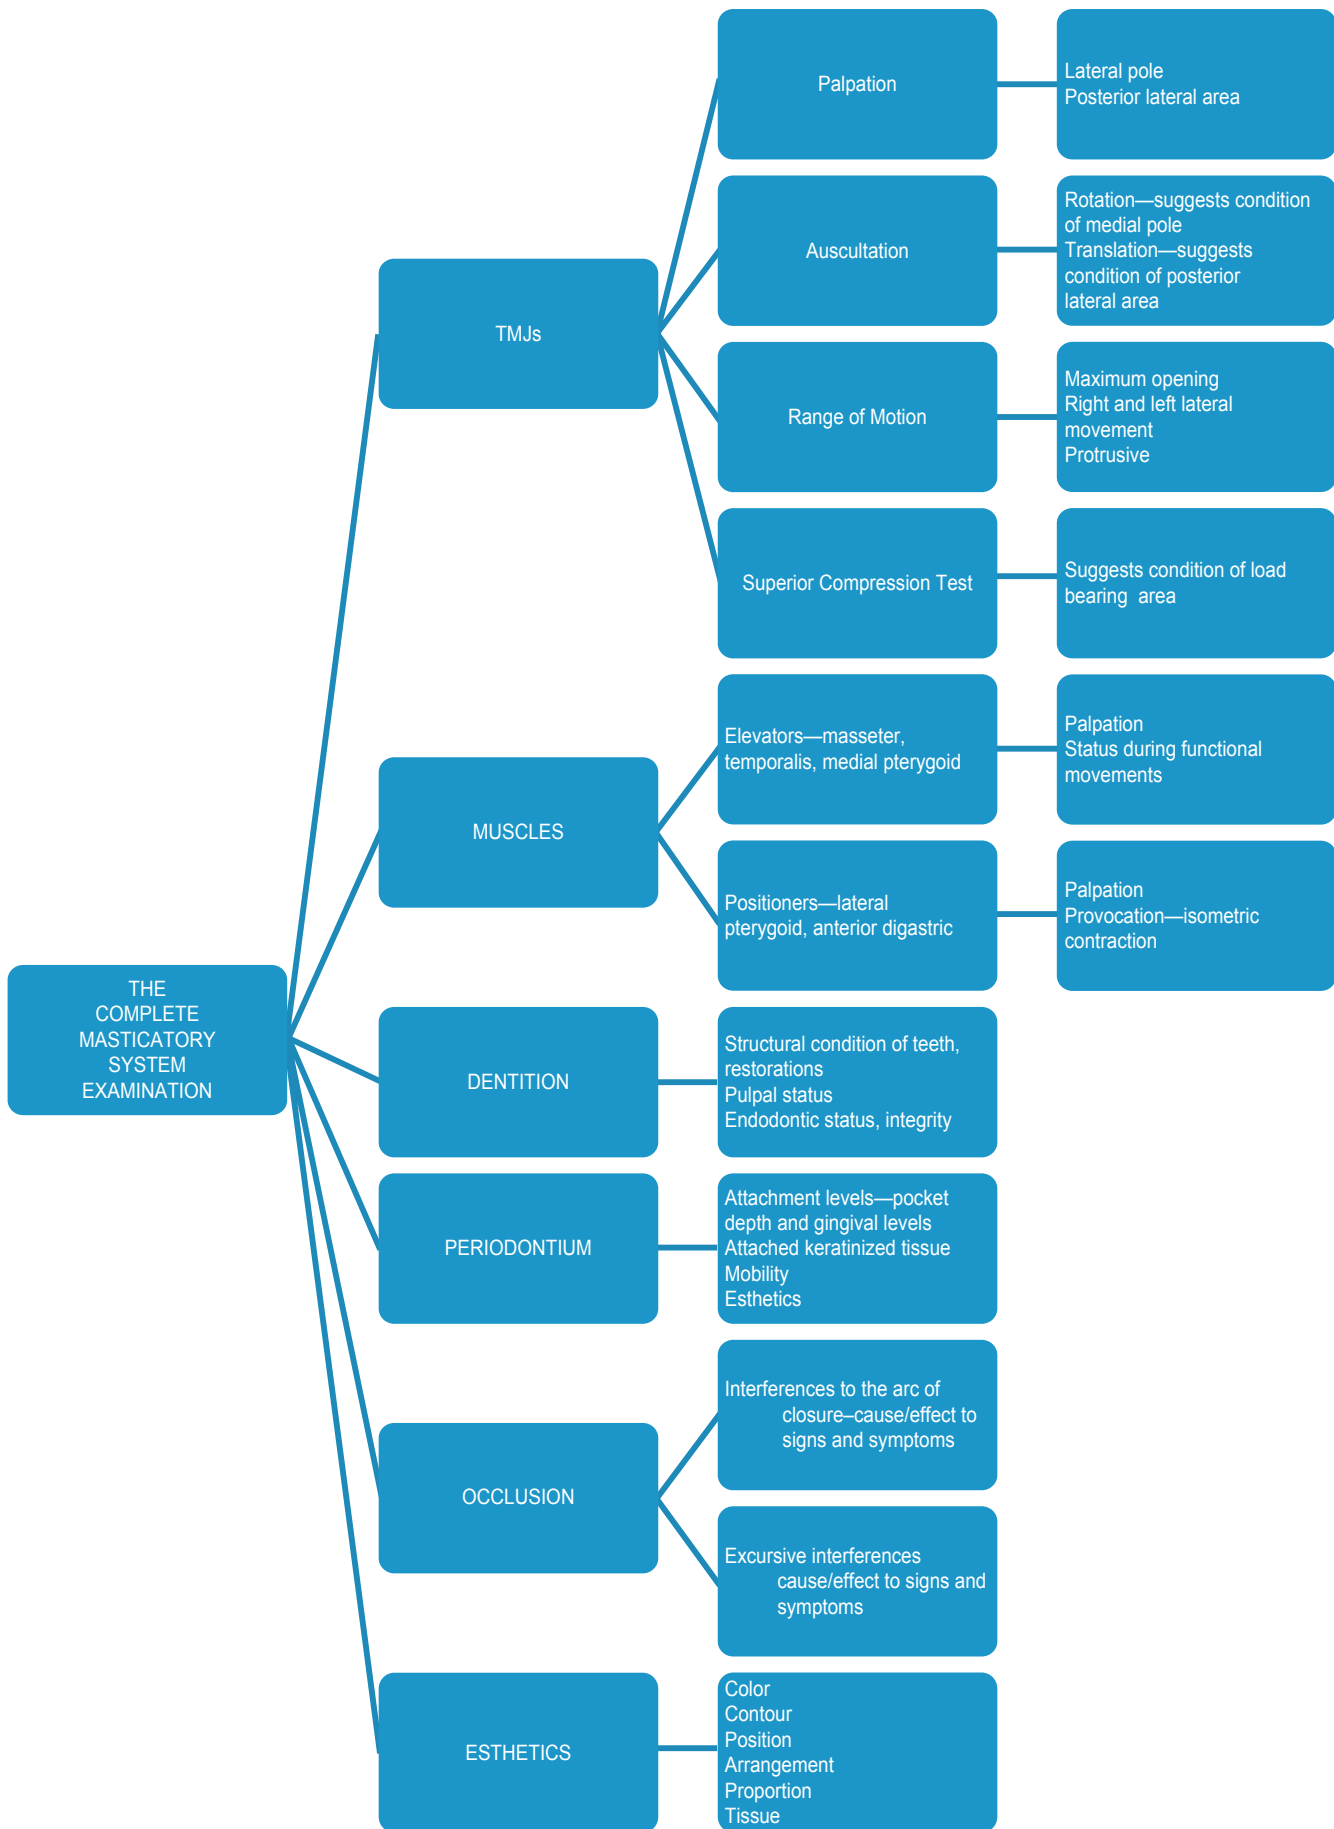 Palpation
Lateral pole
Posterior lateral area
Auscultation
Rotation—suggests condition
of medial pole
Translation—suggests
condition of posterior
lateral area
TMJs
Range of Motion
Maximum opening
Right and left lateral
movement
Protrusive
Superior Compression Test
Suggests condition of load
bearing  area
MUSCLES
Elevators—masseter,
temporalis, medial pterygoid
Palpation
Status during functional
movements
Positioners—lateral
pterygoid, anterior digastric
Palpation
Provocation—isometric
contraction
THE
COMPLETE
MASTICATORY
SYSTEM
EXAMINATION
DENTITION
Structural condition of teeth,
restorations
Pulpal status
Endodontic status, integrity
PERIODONTIUM
Attachment levels—pocket
depth and gingival levels
Attached keratinized tissue
Mobility
Esthetics
OCCLUSION
Interferences to the arc of
closure–cause/effect to
signs and symptoms
Excursive interferences
cause/effect to signs and
symptoms
ESTHETICS
Color
Contour
Position
Arrangement
Proportion
Tissue